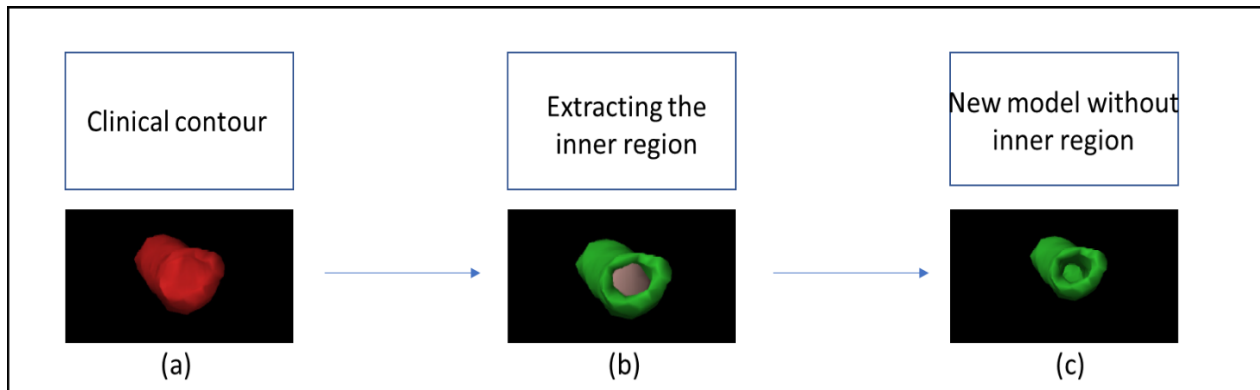 Clinical contour
Extracting the
inner region
New model without
inner region
(a)
(b)
(c)